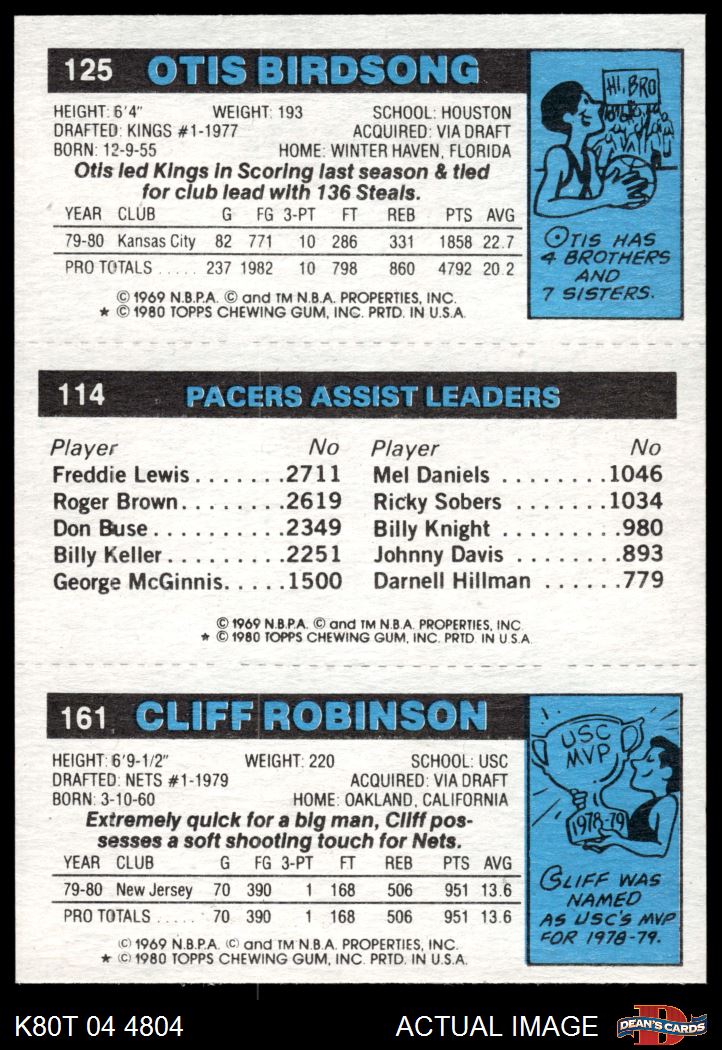 125 OTIS BIRDSONG
HEIGHT: 6'4" WEIGHT: 193 SCHOOL: HOUSTON
DRAFTED: KINGS #1-1977 ACQUIRED: VIA DRAFT
BORN: 12-9-55 HOME: WINTER HAVEN, FLORIDA
Otis led Kings in Scoring last season & tied
for club lead with 136 Steals.
YEAR CLUB G FG 3-PT FT REB PTS AVG
79-80 Kansas City 82 771 10 286 331 1858 22.7
PRO TOTALS ..... 237 1982 10 798 860 4792 20.2
© 1969 N.B.P.A. © and TM N.B.A. PROPERTIES, INC.
★ © 1980 TOPPS CHEWING GUM, INC. PRTD. IN U.S.A.
HI, BRO
OTIS HAS
4 BROTHERS
AND
7 SISTERS.
114 PACERS ASSIST LEADERS
Player No Player No
Freddie Lewis.......2711 Mel Daniels ........1046
Roger Brown........2619 Ricky Sobers .......1034
Don Buse..........2349 Billy Knight ........980
Billy Keller.........2251 Johnny Davis .......893
George McGinnis.....1500 Darnell Hillman ......779
© 1969 N.B.P.A. © and TM N.B.A. PROPERTIES, INC.
★ © 1980 TOPPS CHEWING GUM, INC. PRTD. IN U.S.A.
161 CLIFF ROBINSON
HEIGHT: 6'9-1/2" WEIGHT: 220 SCHOOL: USC
DRAFTED: NETS #1-1979 ACQUIRED: VIA DRAFT
BORN: 3-10-60 HOME: OAKLAND, CALIFORNIA
Extremely quick for a big man, Cliff pos-
sesses a soft shooting touch for Nets.
YEAR CLUB G FG 3-PT FT REB PTS AVG
79-80 New Jersey 70 390 1 168 506 951 13.6
PRO TOTALS ..... 70 390 1 168 506 951 13.6
© 1969 N.B.P.A. © and TM N.B.A. PROPERTIES, INC.
★ © 1980 TOPPS CHEWING GUM, INC. PRTD. IN U.S.A.
USC
MVP
1978-79
CLIFF WAS
NAMED
AS USC'S MVP
FOR 1978-79.
K80T 04 4804 ACTUAL IMAGE D DEAN'S CARDS